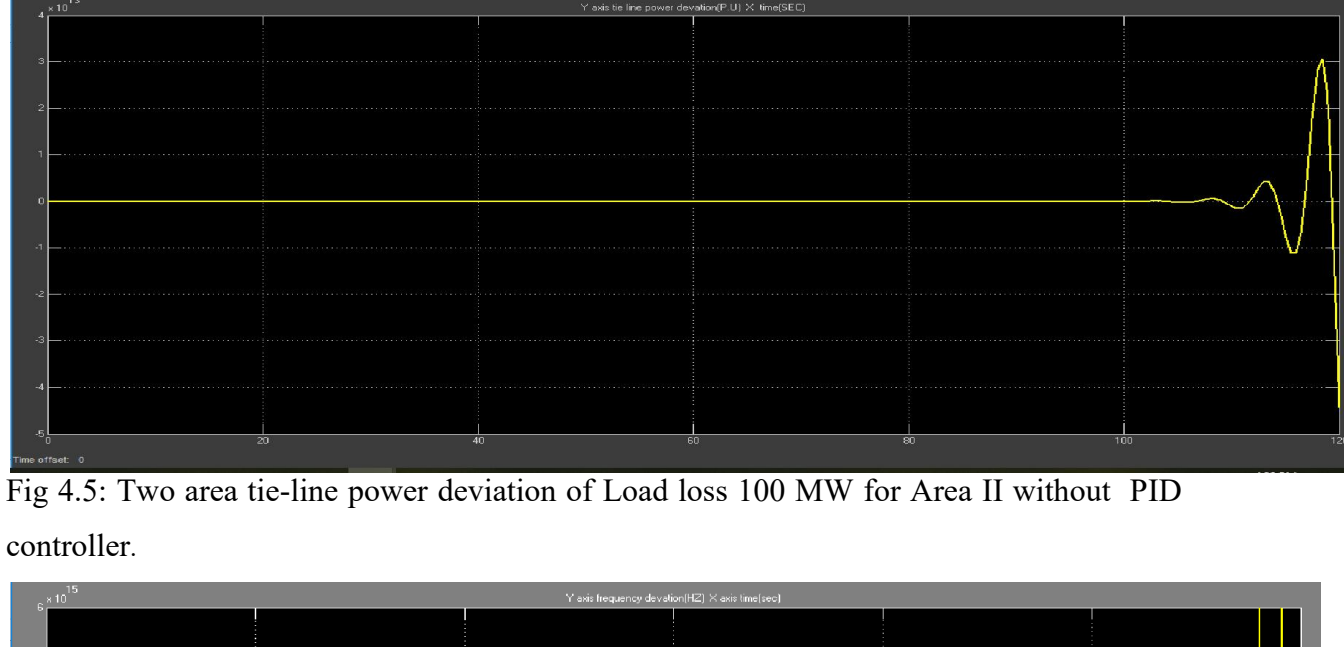 Y axis tie line power devation(P.U) X time(SEC)
4 × 10
3
2
1
0
-1
-2
-3
-4
-5
0 20 40 60 80 100
Time offset: 0
Fig 4.5: Two area tie-line power deviation of Load loss 100 MW for Area II without PID
controller.
6 × 10 15
Y axis frequency devation(HZ) X axis time(sec)